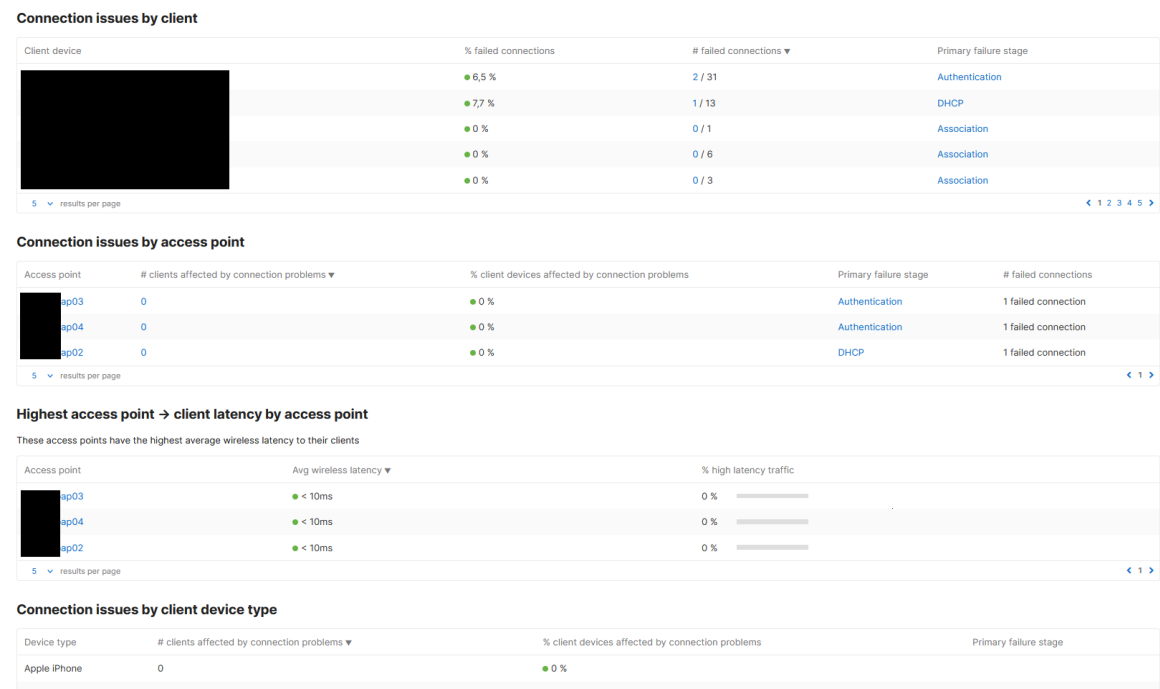 Connection issues by client
Client device % failed connections # failed connections ▼ Primary failure stage
6,5 % 2 / 31 Authentication
7,7 % 1 / 13 DHCP
0 % 0 / 1 Association
0 % 0 / 6 Association
0 % 0 / 3 Association
5 results per page 1 2 3 4 5
Connection issues by access point
Access point # clients affected by connection problems ▼ % client devices affected by connection problems Primary failure stage # failed connections
ap03 0 0 % Authentication 1 failed connection
ap04 0 0 % Authentication 1 failed connection
ap02 0 0 % DHCP 1 failed connection
5 results per page 1
Highest access point → client latency by access point
These access points have the highest average wireless latency to their clients
Access point Avg wireless latency ▼ % high latency traffic
ap03 < 10ms 0 %
ap04 < 10ms 0 %
ap02 < 10ms 0 %
5 results per page 1
Connection issues by client device type
Device type # clients affected by connection problems ▼ % client devices affected by connection problems Primary failure stage
Apple iPhone 0 0 %